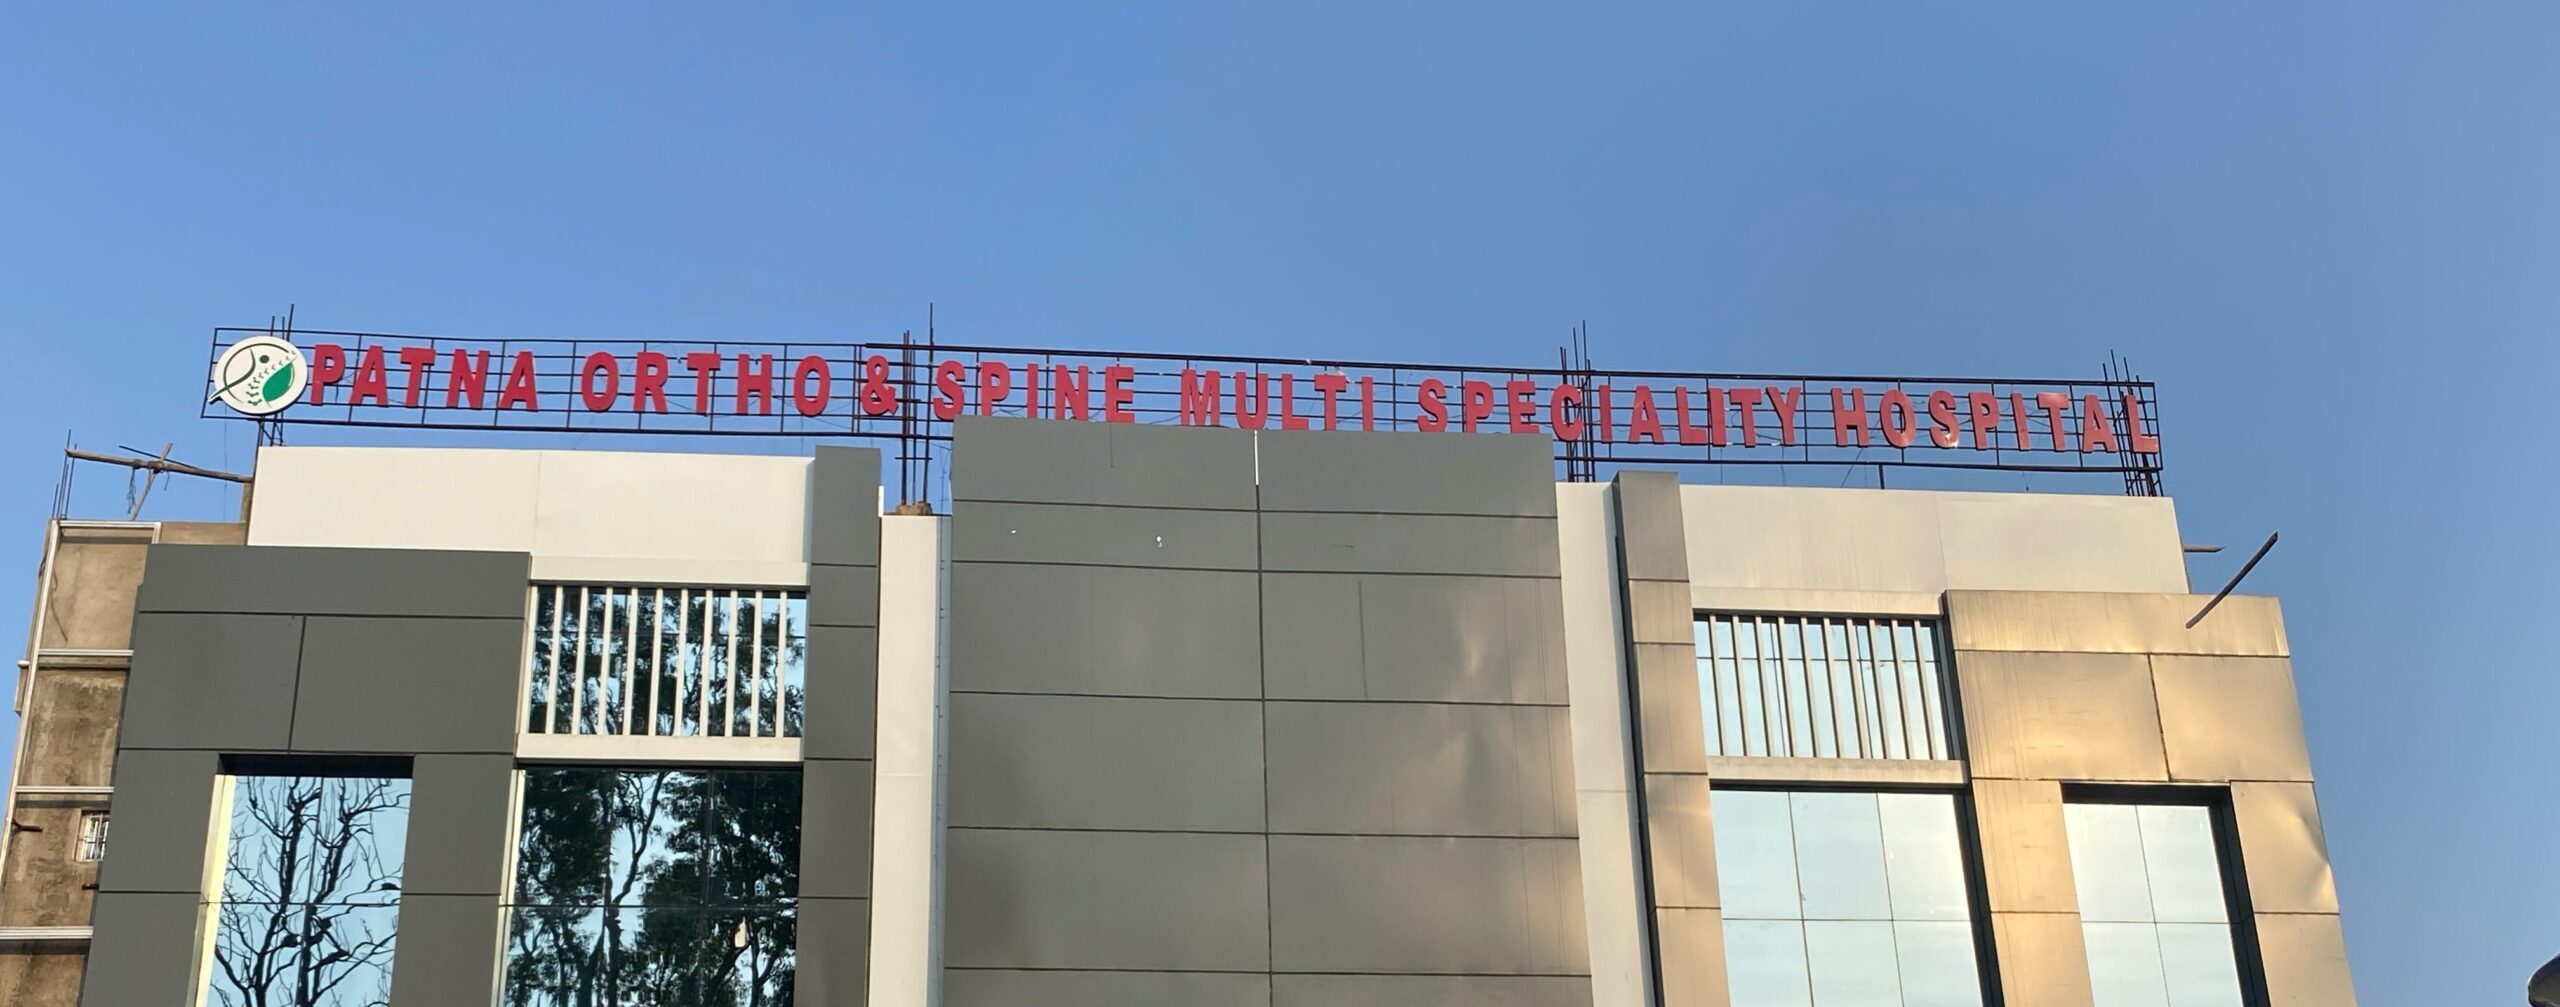 PATNA ORTHO & SPINE MULTI SPECIALITY HOSPITAL